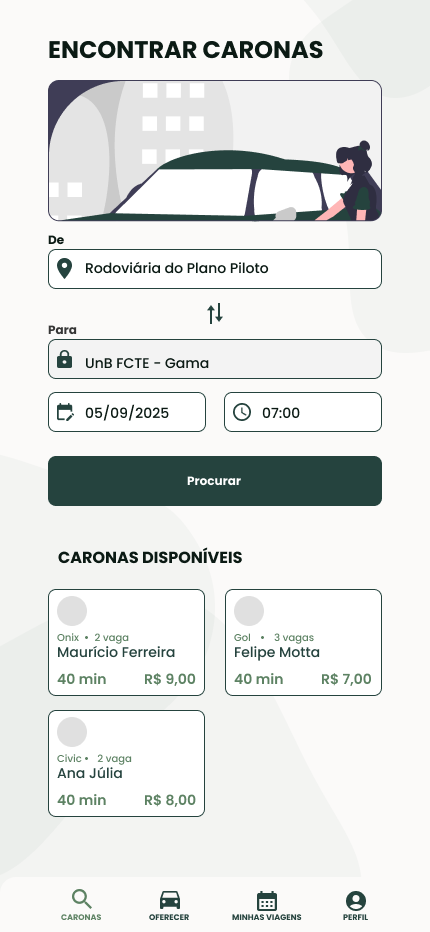 ENCONTRAR CARONAS
De
Rodoviária do Plano Piloto
Para
UnB FCTE - Gama
05/09/2025
07:00
Procurar
CARONAS DISPONÍVEIS
Onix • 2 vaga
Maurício Ferreira
40 min R$ 9,00
Gol • 3 vagas
Felipe Motta
40 min R$ 7,00
Civic • 2 vaga
Ana Júlia
40 min R$ 8,00
CARONAS
OFERECER
MINHAS VIAGENS
PERFIL